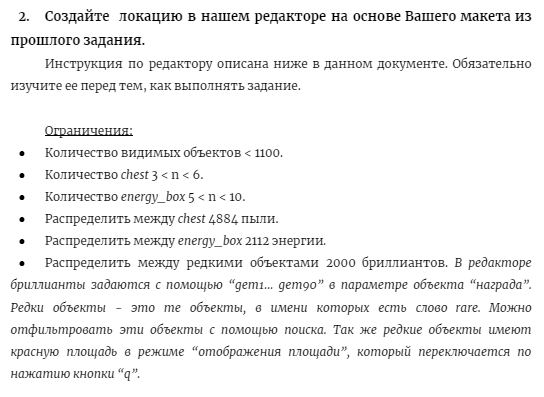 2. Создайте локацию в нашем редакторе на основе Вашего макета из
прошлого задания.
Инструкция по редактору описана ниже в данном документе. Обязательно
изучите ее перед тем, как выполнять задание.
Ограничения:
● Количество видимых объектов < 1100.
● Количество chest 3 < n < 6.
● Количество energy_box 5 < n < 10.
● Распределить между chest 4884 пыли.
● Распределить между energy_box 2112 энергии.
● Распределить между редкими объектами 2000 бриллиантов. В редакторе
бриллианты задаются с помощью “gem1... gem90” в параметре объекта “награда”.
Редки объекты - это те объекты, в имени которых есть слово rare. Можно
отфильтровать эти объекты с помощью поиска. Так же редкие объекты имеют
красную площадь в режиме “отображения площади”, который переключается по
нажатию кнопки “q”.